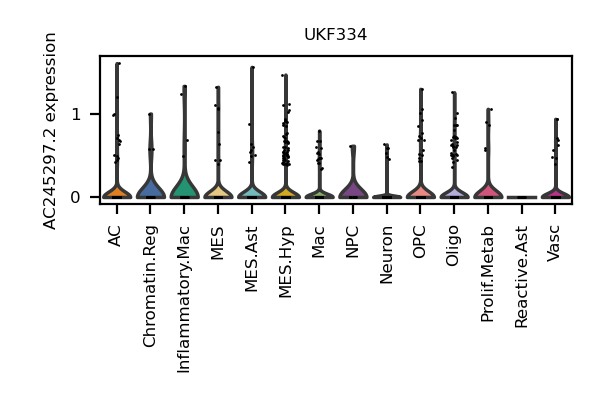 UKF334
AC245297.2 expression
1
0
AC
Chromatin.Reg
Inflammatory.Mac
MES
MES.Ast
MES.Hyp
Mac
NPC
Neuron
OPC
Oligo
Prolif.Metab
Reactive.Ast
Vasc